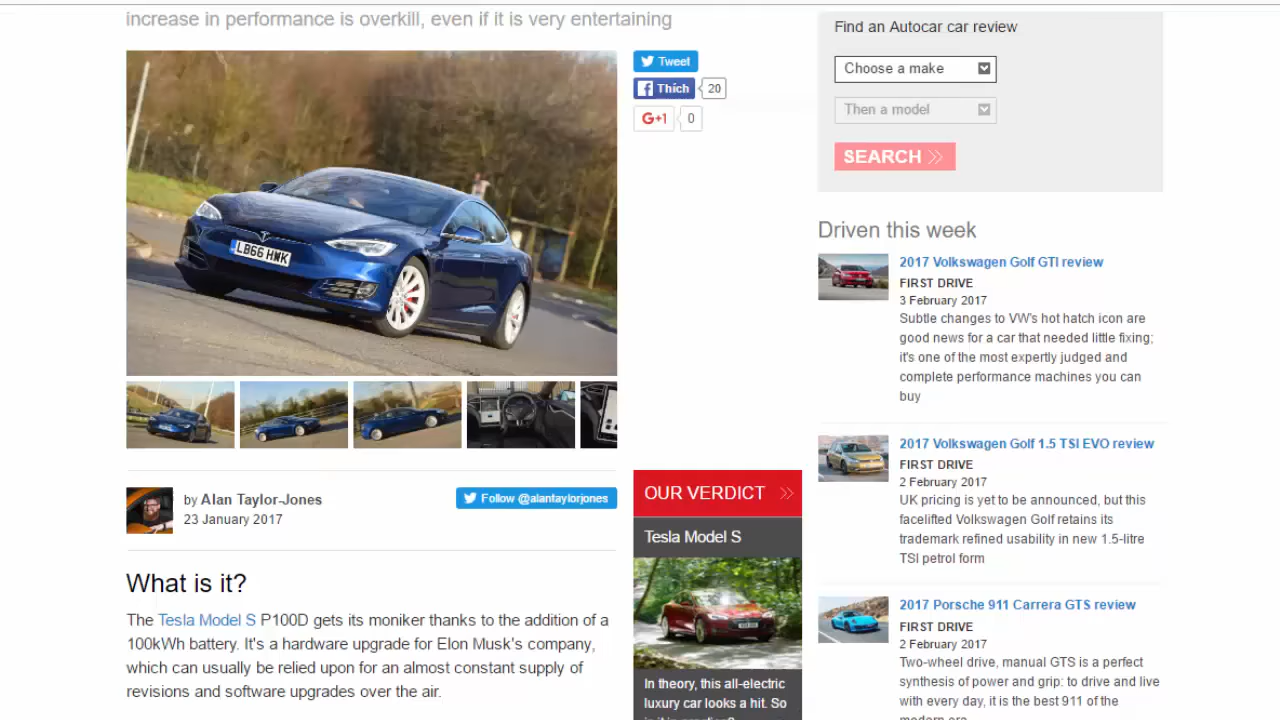 increase in performance is overkill, even if it is very entertaining
LB66 HWK
Tweet
Thích 20
G+1 0
by Alan Taylor-Jones
23 January 2017
Follow @alantaylorjones
What is it?
The Tesla Model S P100D gets its moniker thanks to the addition of a
100kWh battery. It's a hardware upgrade for Elon Musk's company,
which can usually be relied upon for an almost constant supply of
revisions and software upgrades over the air.
OUR VERDICT
Tesla Model S
In theory, this all-electric
luxury car looks a hit. So
Find an Autocar car review
Choose a make
Then a model
SEARCH
Driven this week
2017 Volkswagen Golf GTI review
FIRST DRIVE
3 February 2017
Subtle changes to VW's hot hatch icon are
good news for a car that needed little fixing;
it's one of the most expertly judged and
complete performance machines you can
buy
2017 Volkswagen Golf 1.5 TSI EVO review
FIRST DRIVE
2 February 2017
UK pricing is yet to be announced, but this
facelifted Volkswagen Golf retains its
trademark refined usability in new 1.5-litre
TSI petrol form
2017 Porsche 911 Carrera GTS review
FIRST DRIVE
2 February 2017
Two-wheel drive, manual GTS is a perfect
synthesis of power and grip: to drive and live
with every day, it is the best 911 of the
modern era